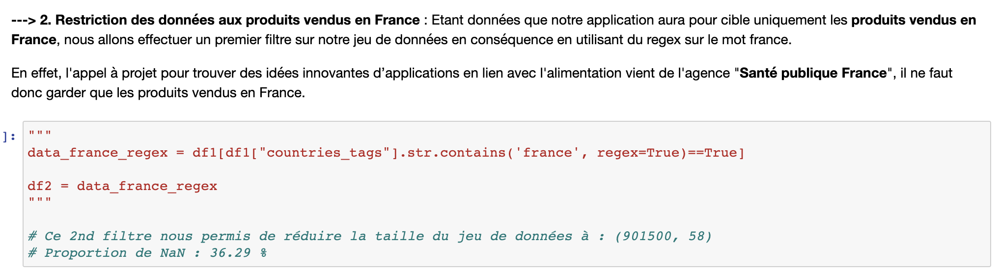 ---> 2. Restriction des données aux produits vendus en France : Etant données que notre application aura pour cible uniquement les produits vendus en
France, nous allons effectuer un premier filtre sur notre jeu de données en conséquence en utilisant du regex sur le mot france.
En effet, l'appel à projet pour trouver des idées innovantes d’applications en lien avec l'alimentation vient de l'agence "Santé publique France", il ne faut
donc garder que les produits vendus en France.
]:
"""
data_france_regex = df1[df1["countries_tags"].str.contains('france', regex=True)==True]
df2 = data_france_regex
"""
# Ce 2nd filtre nous permis de réduire la taille du jeu de données à : (901500, 58)
# Proportion de NaN : 36.29 %